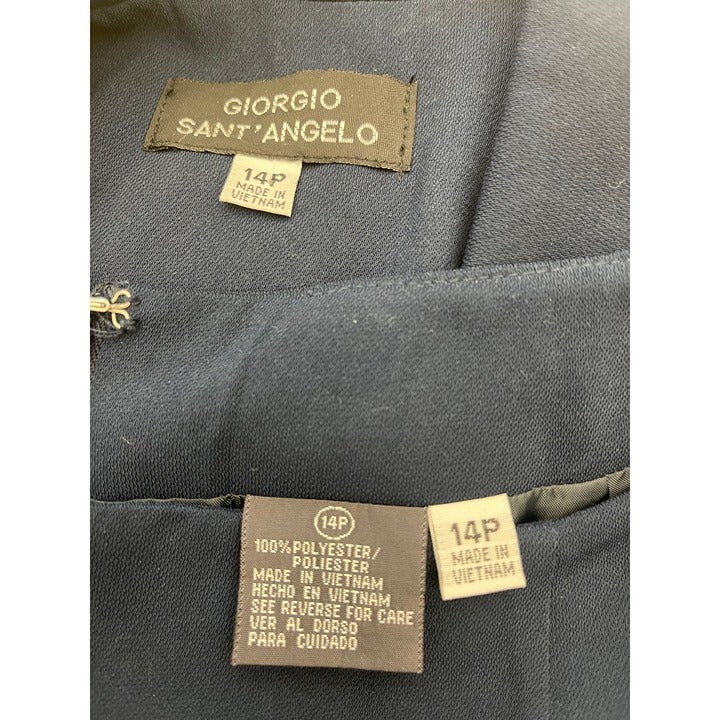 GIORGIO
SANT'ANGELO
14P
MADE IN
VIETNAM
14P
100%POLYESTER/
POLIESTER
MADE IN VIETNAM
HECHO EN VIETNAM
SEE REVERSE FOR CARE
VER AL DORSO
PARA CUIDADO
14P
MADE IN
VIETNAM